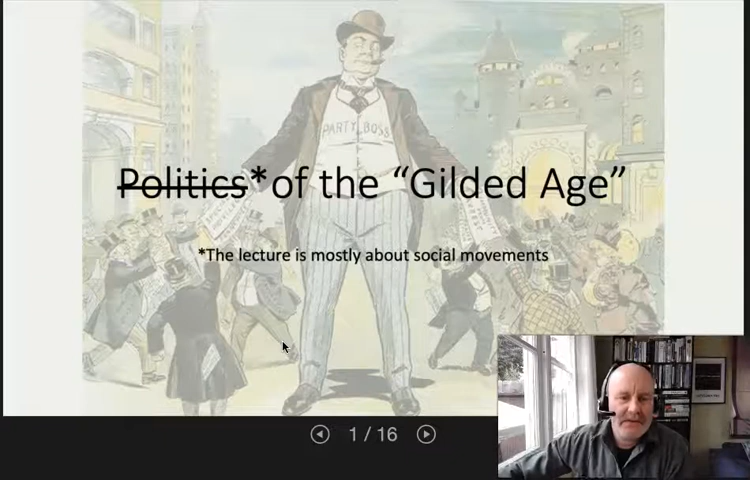 PARTY BOSS
Politics* of the “Gilded Age”
*The lecture is mostly about social movements
1 / 16